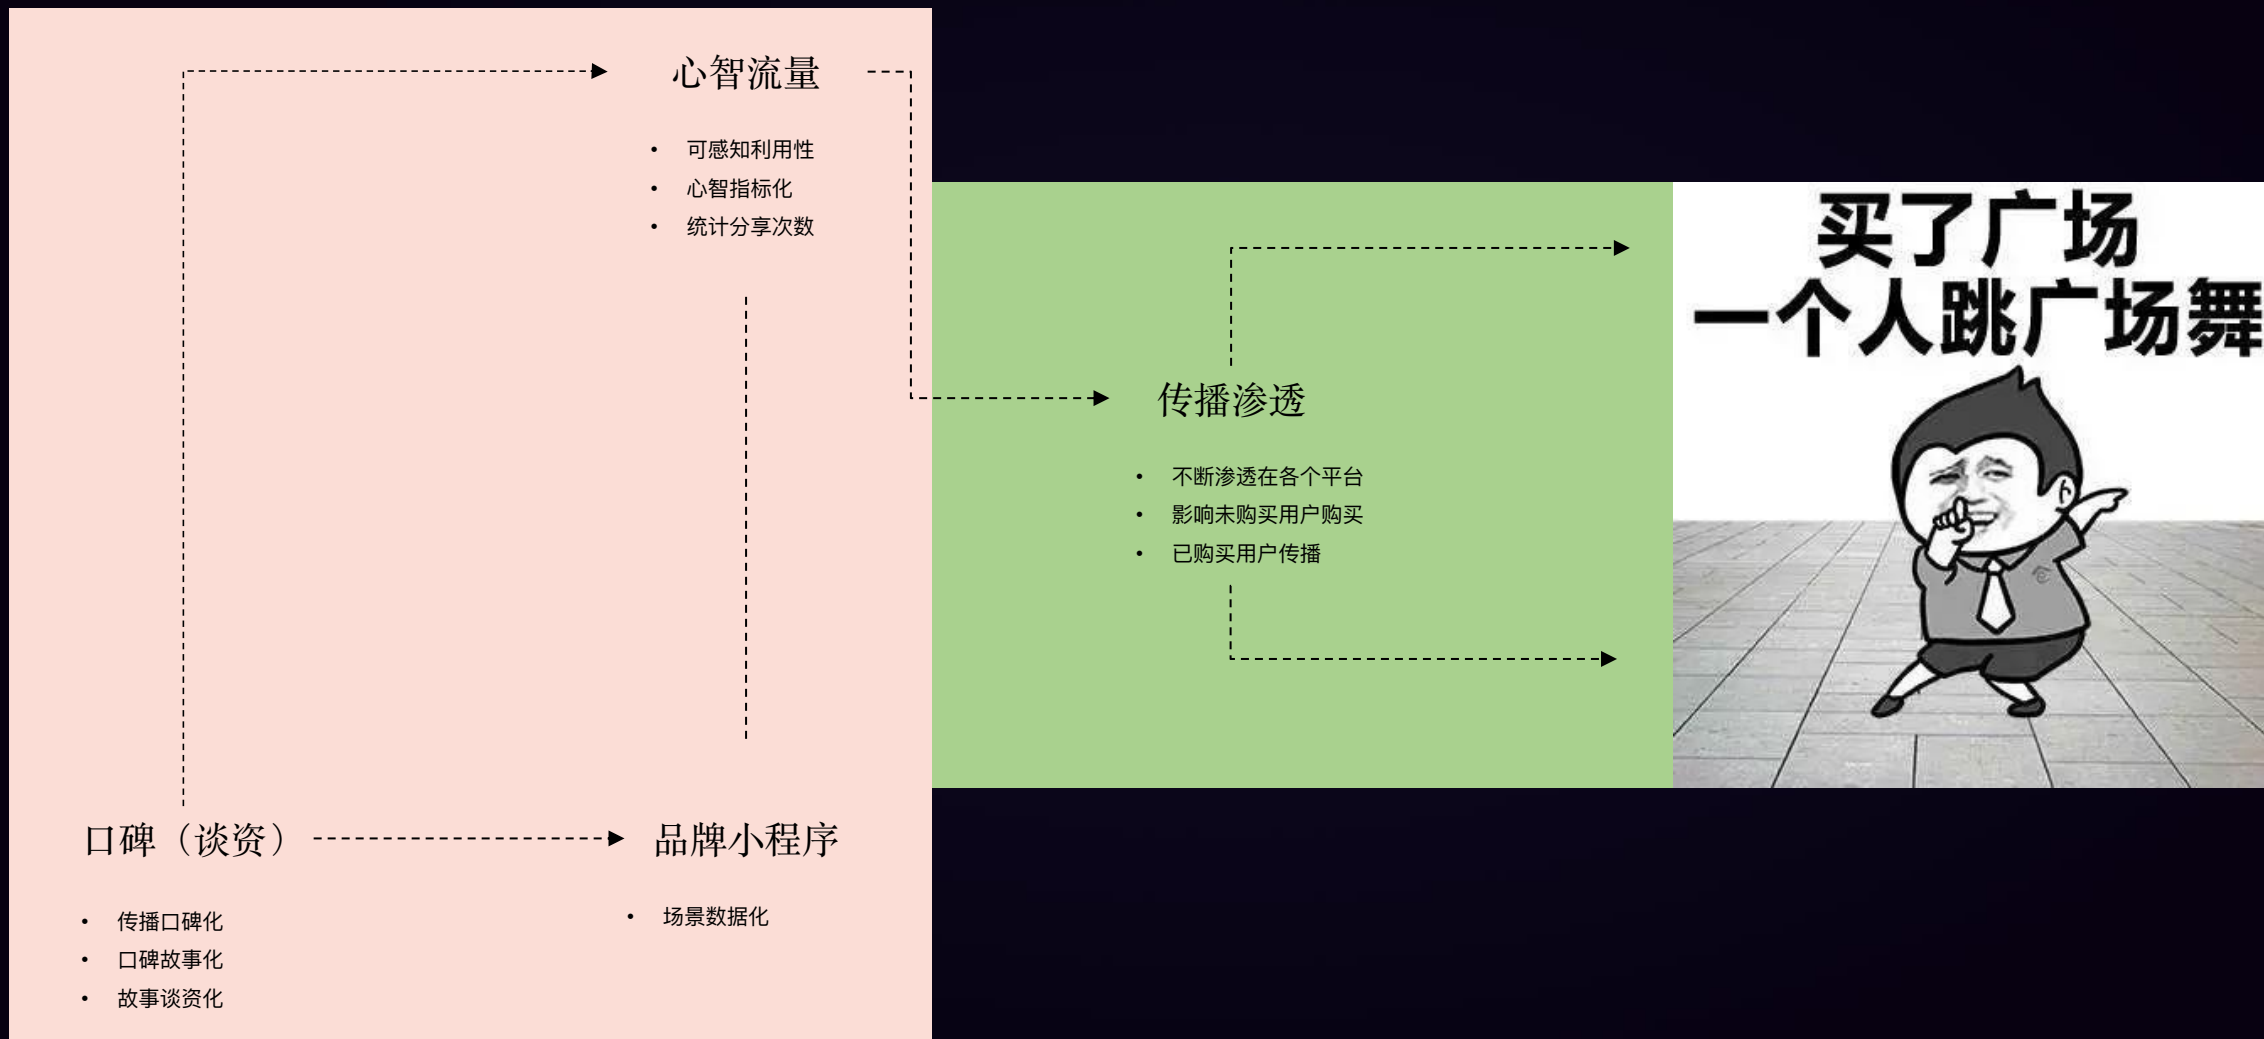 心智流量
• 可感知利用性
• 心智指标化
• 统计分享次数
口碑（谈资）
• 传播口碑化
• 口碑故事化
• 故事谈资化
品牌小程序
• 场景数据化
传播渗透
• 不断渗透在各个平台
• 影响未购买用户购买
• 已购买用户传播
买了广场
一个人跳广场舞